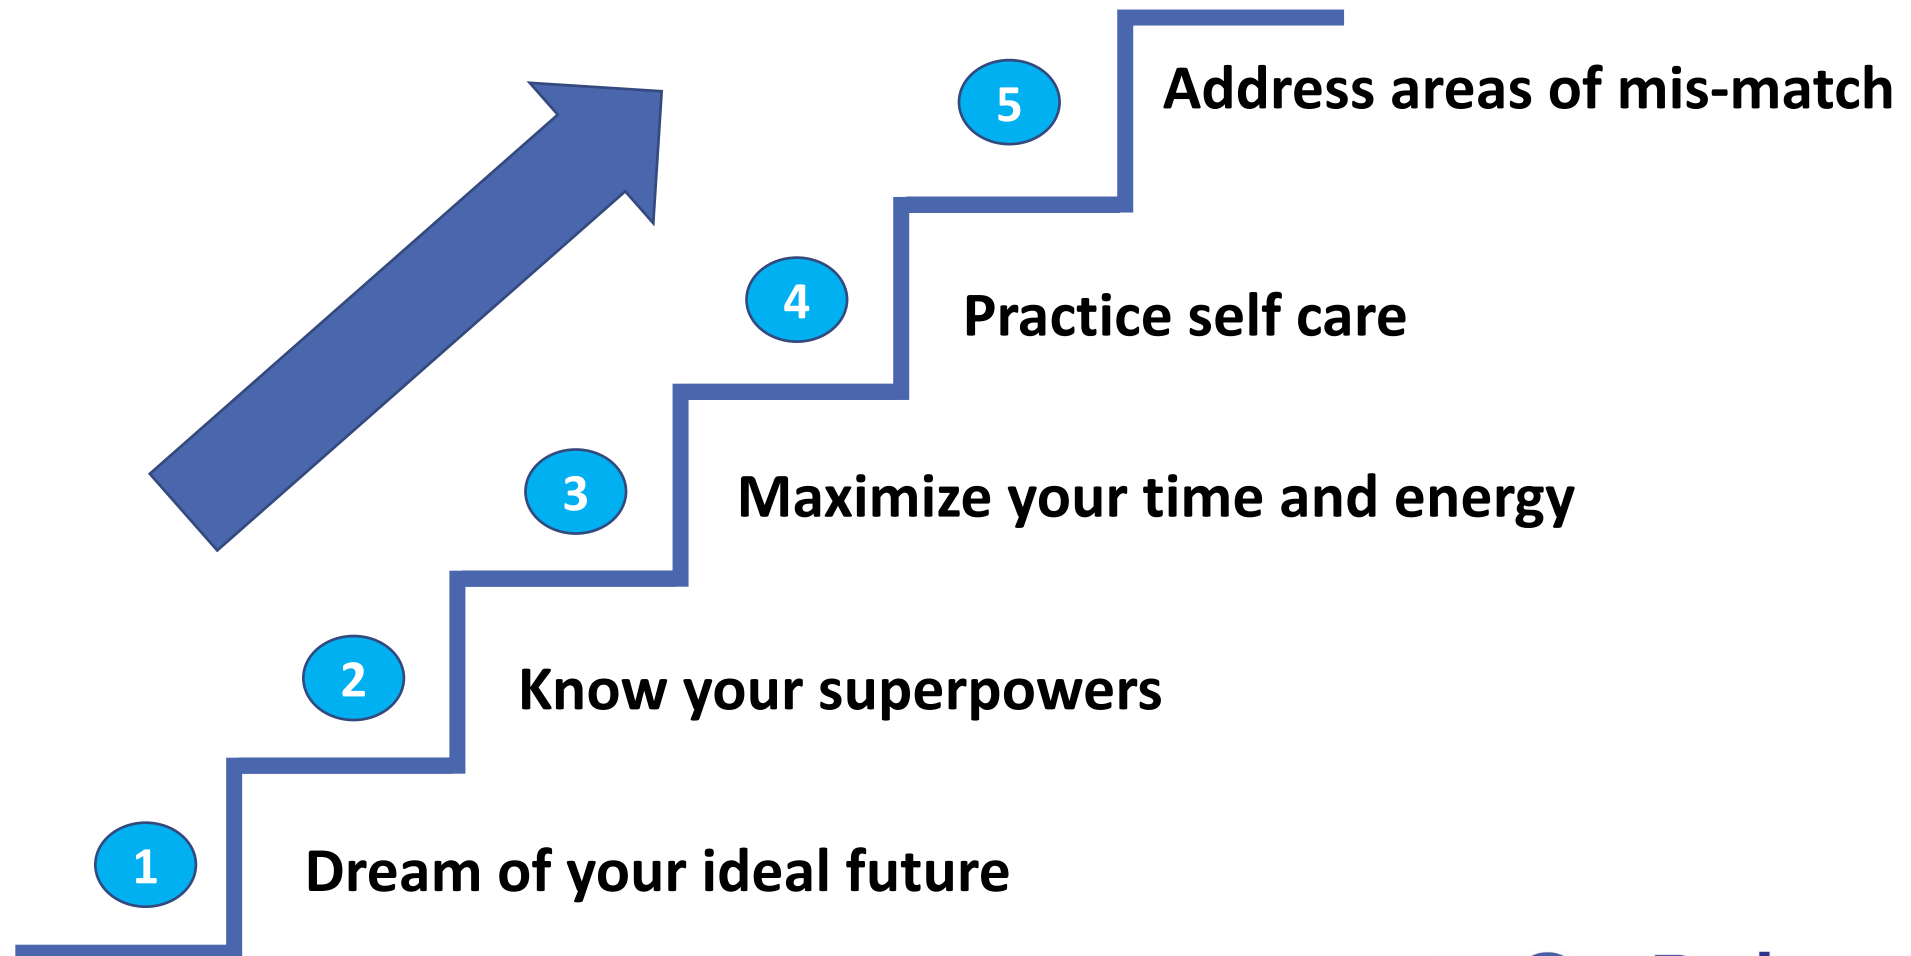 5
Address areas of mis-match
4
Practice self care
3
Maximize your time and energy
2
Know your superpowers
1
Dream of your ideal future